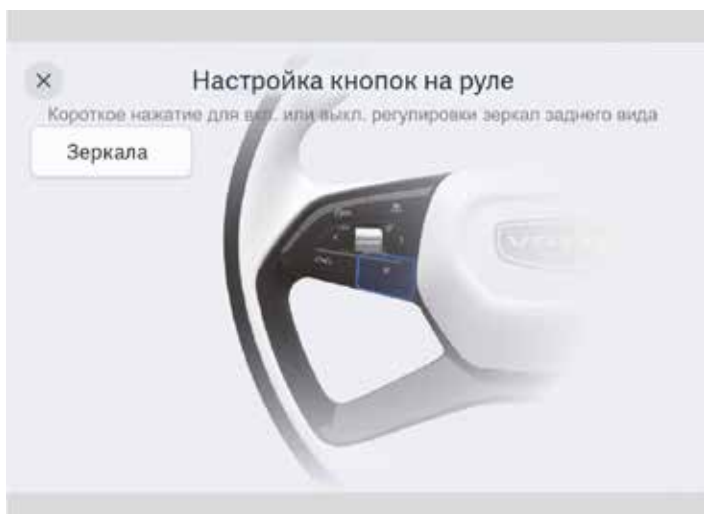 Настройка кнопок на руле
Короткое нажатие для вкл. или выкл. регулировки зеркал заднего вида
Зеркала